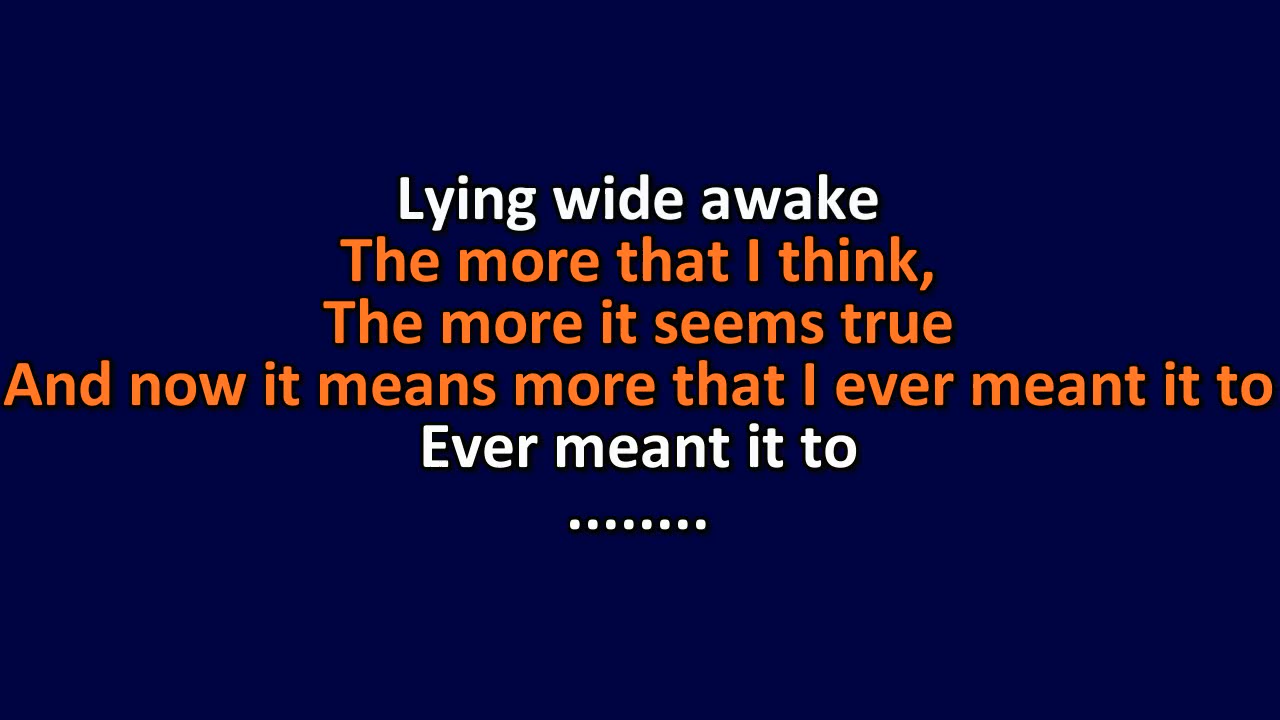 Lying wide awake
The more that I think,
The more it seems true
And now it means more that I ever meant it to
Ever meant it to
........